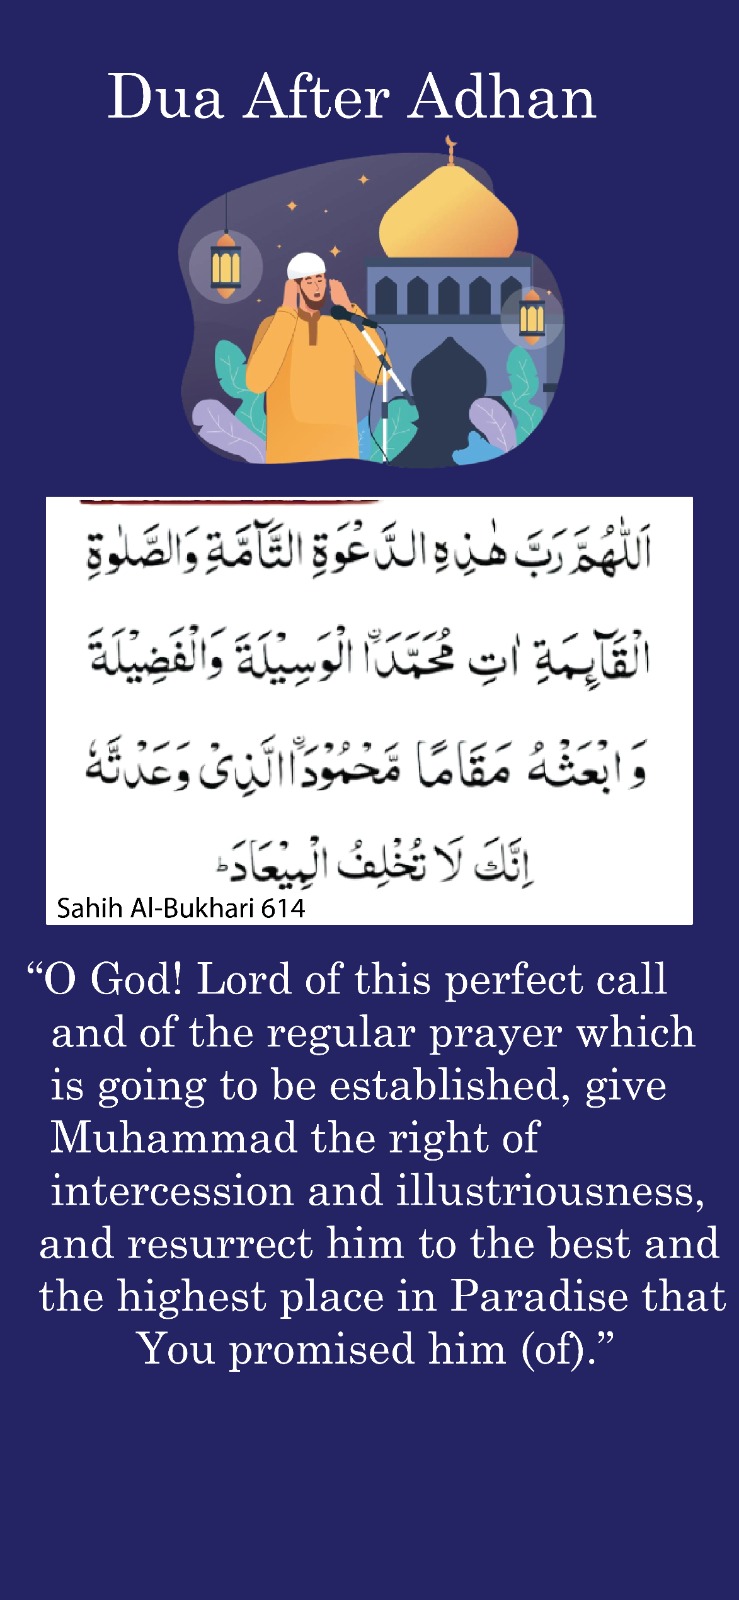 Dua After Adhan
اَللّٰهُمَّ رَبَّ هٰذِهِ الدَّعْوَةِ التَّآمَّةِ وَالصَّلٰوةِ
الْقَآئِمَةِ اٰتِ مُحَمَّدَاۨ الْوَسِيْلَةَ وَالْفَضِيْلَةَ
وَابْعَثْهُ مَقَامًا مَّحْمُوْدَاۨ الَّذِىْ وَعَدْتَّهٗ
اِنَّكَ لَا تُخْلِفُ الْمِيْعَادَؕ
Sahih Al-Bukhari 614
“O God! Lord of this perfect call
and of the regular prayer which
is going to be established, give
Muhammad the right of
intercession and illustriousness,
and resurrect him to the best and
the highest place in Paradise that
You promised him (of).”